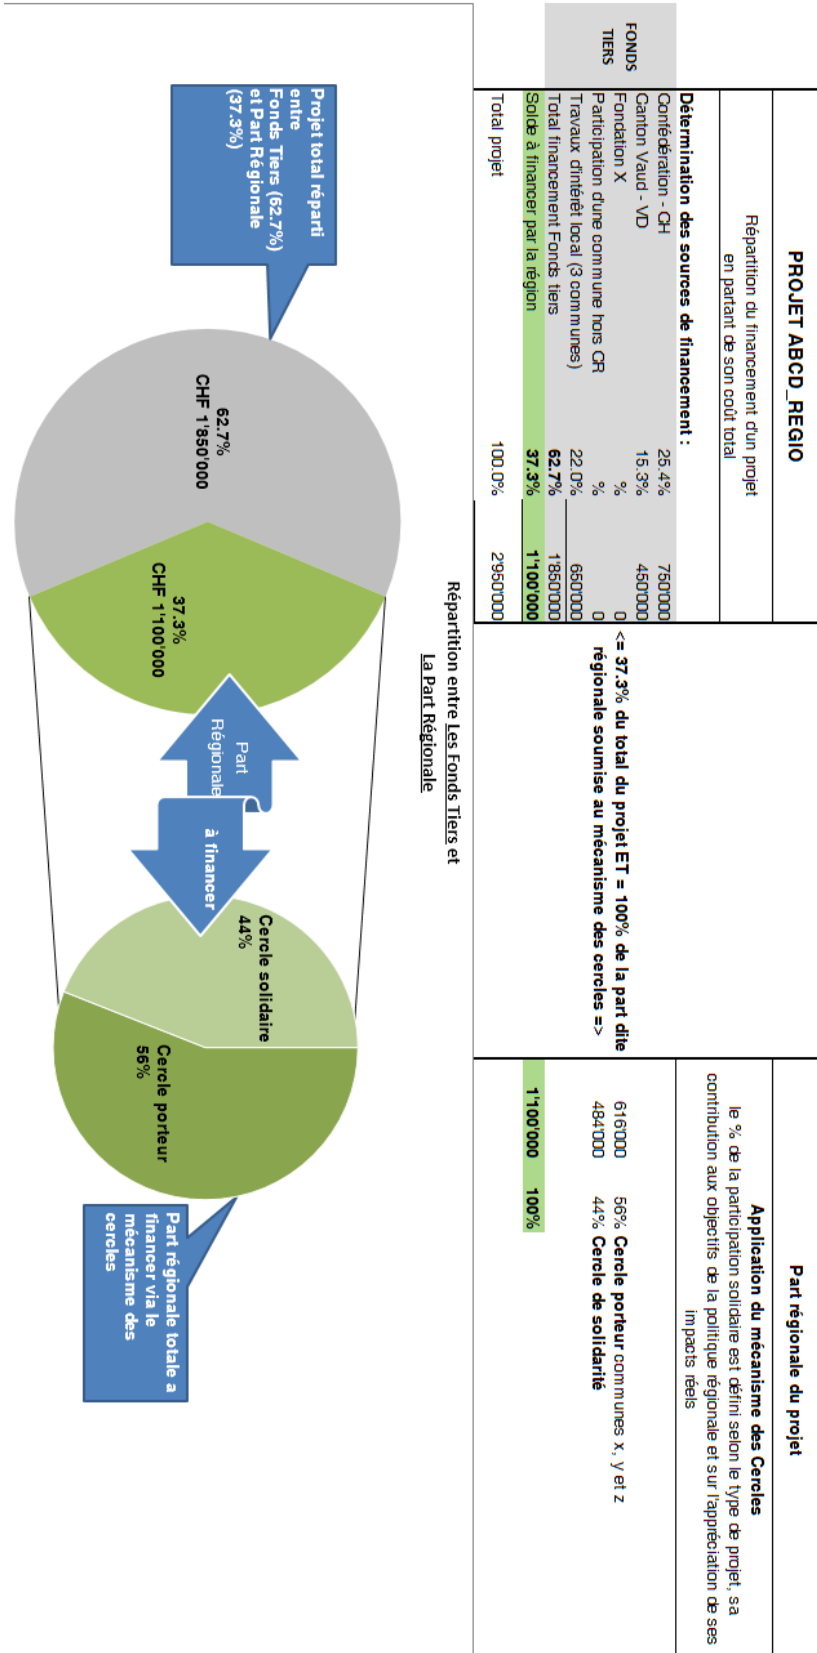 PROJET ABCD_REGIO
Répartition du financement d'un projet
en partant de son coût total
Détermination des sources de financement :
FONDS
TIERS
Confédération - CH 25.4% 750'000
Canton Vaud - VD 15.3% 450'000
Fondation X % 0
Participation d'une commune hors CR % 0
Travaux d'intérêt local (3 communes) 22.0% 650'000
Total financement Fonds tiers 62.7% 1'850'000
Solde à financer par la région 37.3% 1'100'000
Total projet 100.0% 2'950'000
<= 37.3% du total du projet ET = 100% de la part dite
régionale soumise au mécanisme des cercles =>
Part régionale du projet
Application du mécanisme des Cercles
le % de la participation solidaire est défini selon le type de projet, sa
contribution aux objectifs de la politique régionale et sur l'appréciation de ses
impacts réels
616'000 56% Cercle porteur communes x, y et z
484'000 44% Cercle de solidarité
1'100'000 100%
Répartition entre Les Fonds Tiers et
La Part Régionale
Projet total réparti
entre
Fonds Tiers (62.7%)
et Part Régionale
(37.3%)
62.7%
CHF 1'850'000
37.3%
CHF 1'100'000
Part
Régionale
à financer
Cercle solidaire
44%
Cercle porteur
56%
Part régionale totale a
financer via le
mécanisme des
cercles